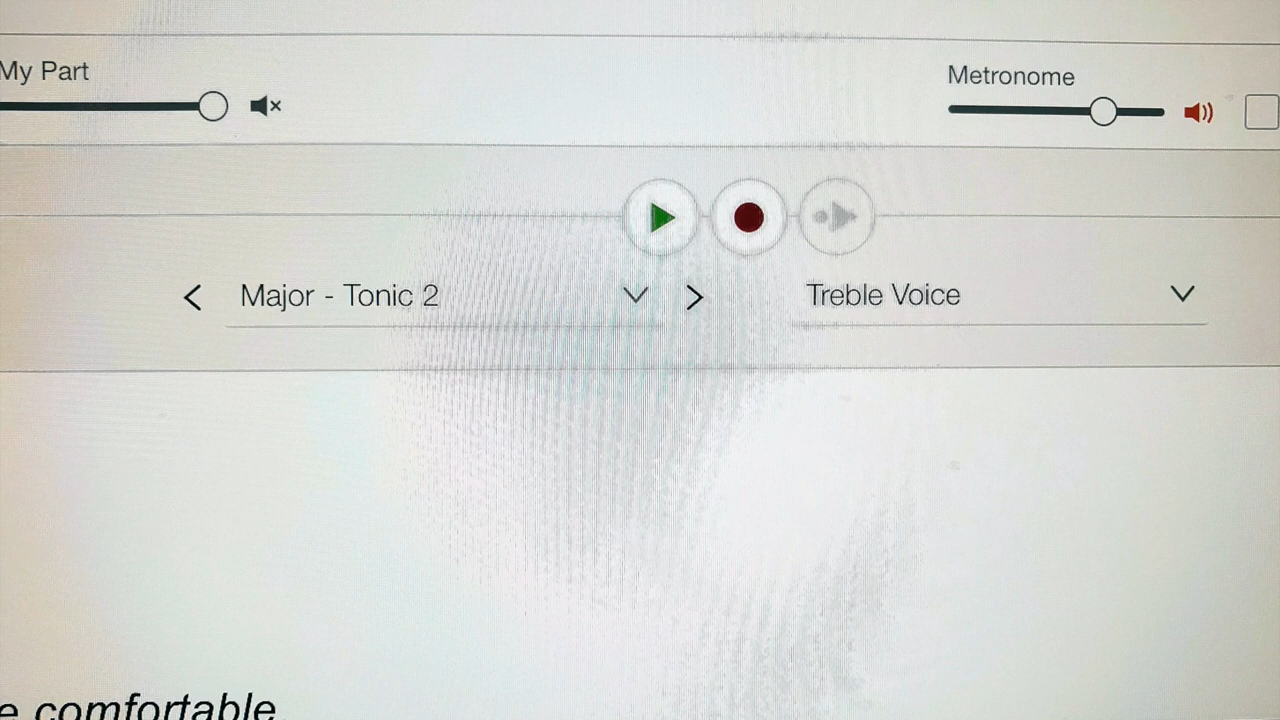 My Part
Metronome
Major - Tonic 2
Treble Voice
comfortable